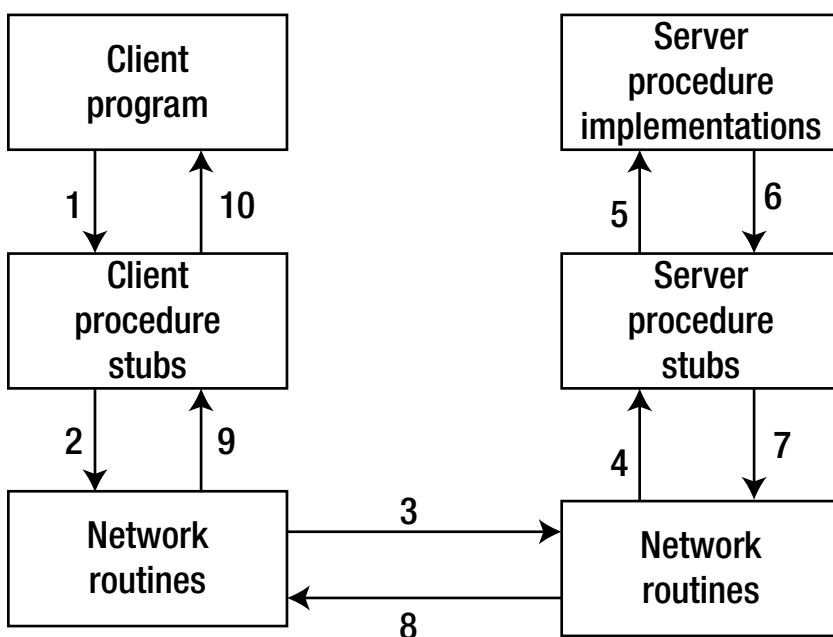 Client
program
Server
procedure
implementations
1
10
5
6
Client
procedure
stubs
Server
procedure
stubs
2
9
4
7
Network
routines
3
8
Network
routines